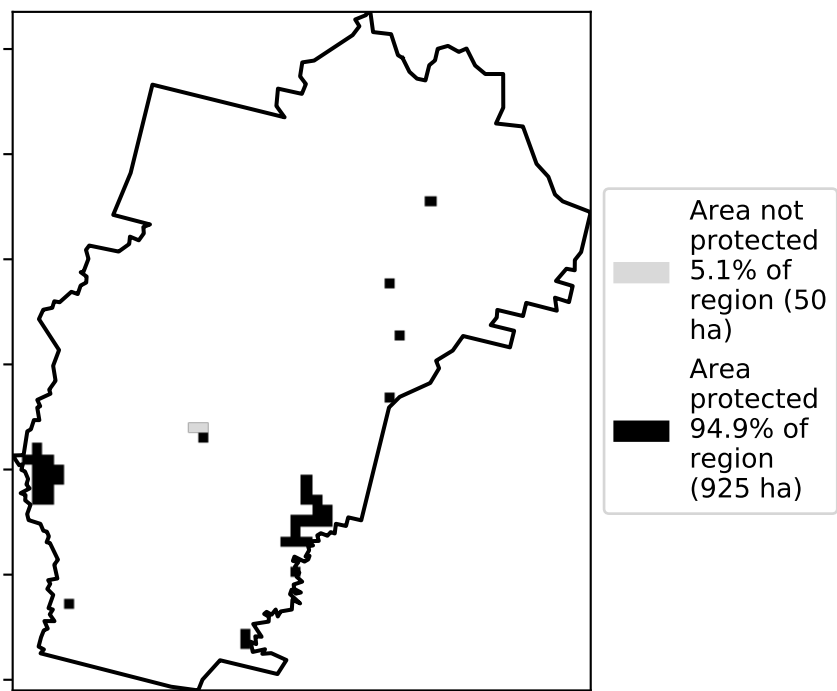 Area not
protected
5.1% of
region (50
ha)
Area
protected
94.9% of
region
(925 ha)